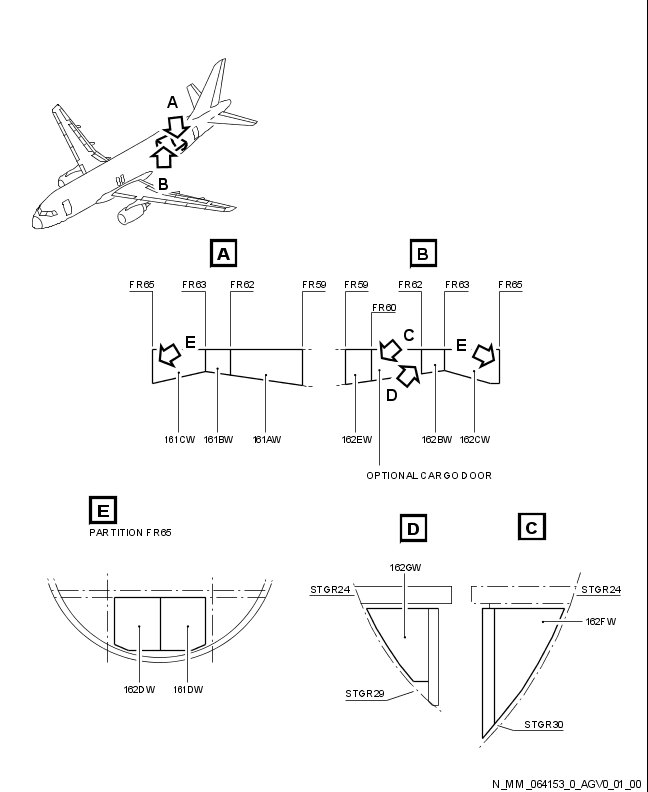 A
B
A
B
FR65
FR63
FR62
FR59
FR59
FR62
FR63
FR65
FR60
E
C
E
D
161CW
161BW
161AW
162EW
162BW
162CW
OPTIONAL CARGO DOOR
E
PARTITION FR65
D
C
162GW
STGR24
STGR24
162FW
162DW
161DW
STGR29
STGR30
N_MM_064153_0_AGV0_01_00